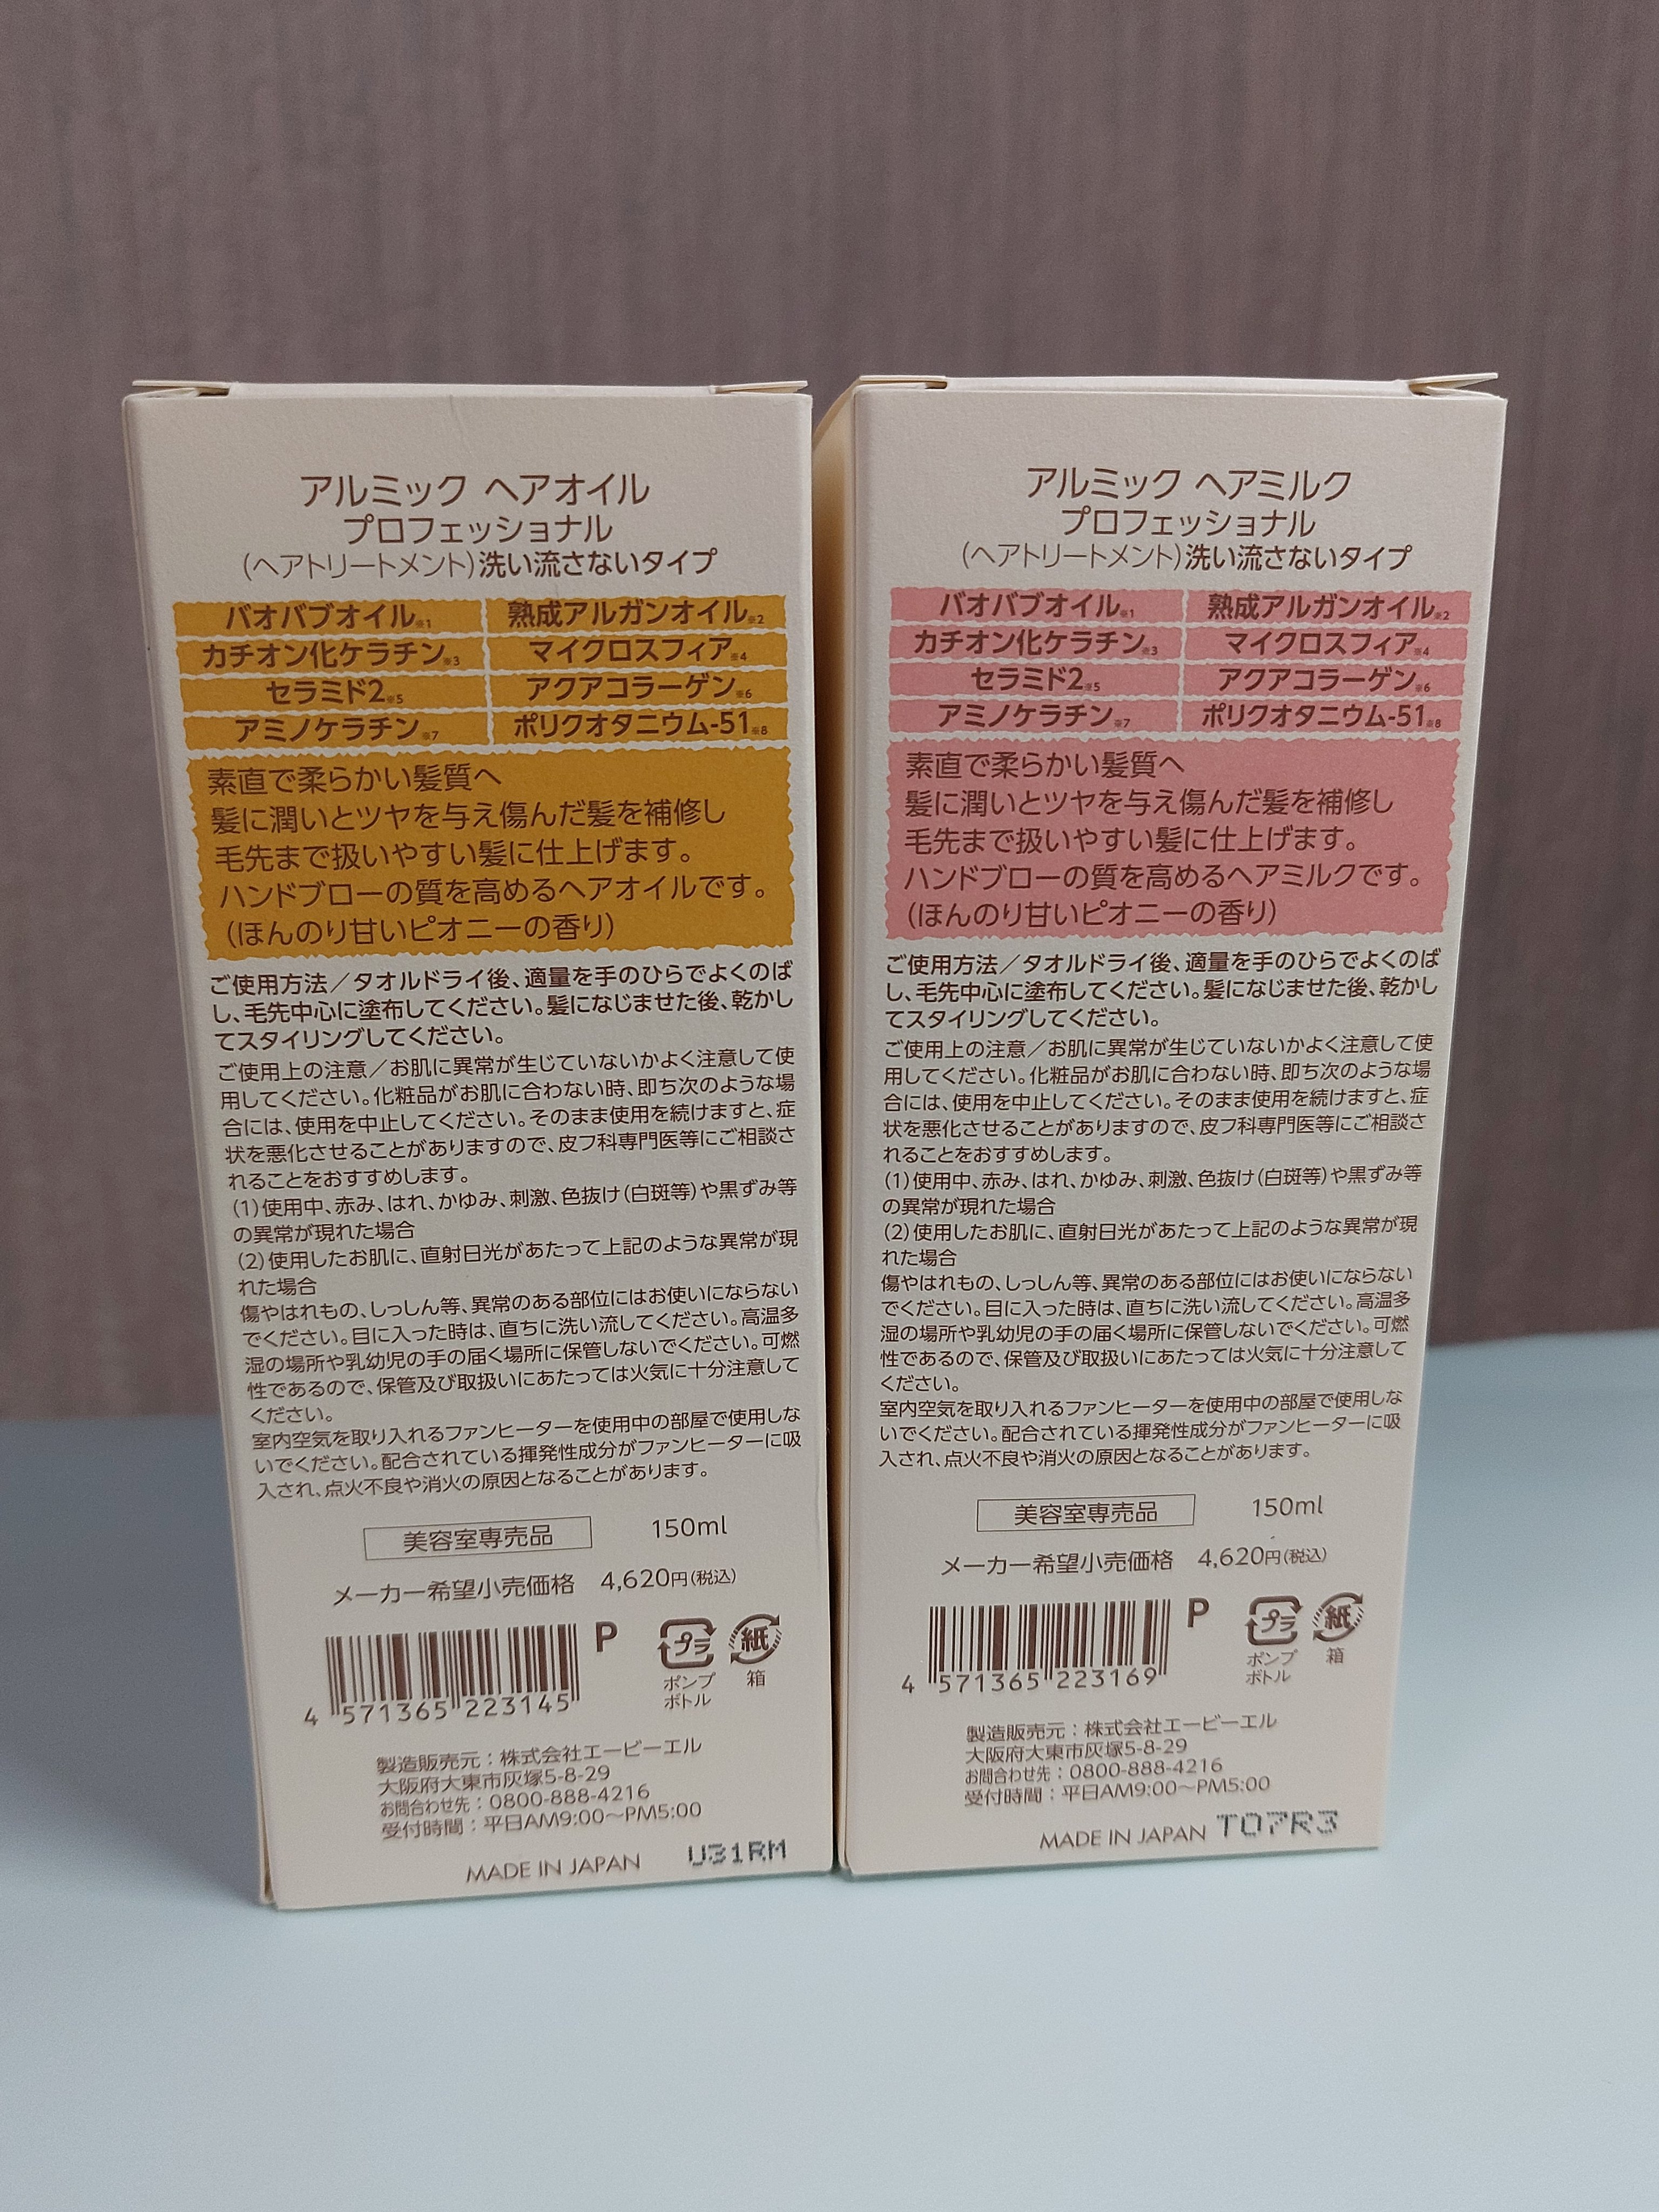 アルミック ヘアオイル
プロフェッショナル
(ヘアトリートメント)洗い流さないタイプ
バオバブオイル※1 熟成アルガンオイル※2
カチオン化ケラチン※3 マイクロスフィア※4
セラミド2※5 アクアコラーゲン※6
アミノケラチン※7 ポリクオタニウム-51※8
素直で柔らかい髪質へ
髪に潤いとツヤを与え傷んだ髪を補修し
毛先まで扱いやすい髪に仕上げます。
ハンドブローの質を高めるヘアオイルです。
(ほんのり甘いピオニーの香り)
ご使用方法/タオルドライ後、適量を手のひらでよくのば
し、毛先中心に塗布してください。髪になじませた後、乾かし
てスタイリングしてください。
ご使用上の注意/お肌に異常が生じていないかよく注意して使
用してください。化粧品がお肌に合わない時、即ち次のような場
合には、使用を中止してください。そのまま使用を続けますと、症
状を悪化させることがありますので、皮フ科専門医等にご相談さ
れることをおすすめします。
(1)使用中、赤み、はれ、かゆみ、刺激、色抜け(白斑等)や黒ずみ等
の異常が現れた場合
(2)使用したお肌に、直射日光があたって上記のような異常が現
れた場合
傷やはれもの、しっしん等、異常のある部位にはお使いにならない
でください。目に入った時は、直ちに洗い流してください。高温多
湿の場所や乳幼児の手の届く場所に保管しないでください。可燃
性であるので、保管及び取扱いにあたっては火気に十分注意して
ください。
室内空気を取り入れるファンヒーターを使用中の部屋で使用しな
いでください。配合されている揮発性成分がファンヒーターに吸
入され、点火不良や消火の原因となることがあります。
美容室専売品 150ml
メーカー希望小売価格 4,620円(税込)
P プラ 紙
ポンプ 箱
ボトル
4 571365 223145
製造販売元:株式会社エービーエル
大阪府大東市灰塚5-8-29
お問合わせ先:0800-888-4216
受付時間:平日AM9:00〜PM5:00
MADE IN JAPAN U31RM
アルミック ヘアミルク
プロフェッショナル
(ヘアトリートメント)洗い流さないタイプ
バオバブオイル※1 熟成アルガンオイル※2
カチオン化ケラチン※3 マイクロスフィア※4
セラミド2※5 アクアコラーゲン※6
アミノケラチン※7 ポリクオタニウム-51※8
素直で柔らかい髪質へ
髪に潤いとツヤを与え傷んだ髪を補修し
毛先まで扱いやすい髪に仕上げます。
ハンドブローの質を高めるヘアミルクです。
(ほんのり甘いピオニーの香り)
ご使用方法/タオルドライ後、適量を手のひらでよくのば
し、毛先中心に塗布してください。髪になじませた後、乾かし
てスタイリングしてください。
ご使用上の注意/お肌に異常が生じていないかよく注意して使
用してください。化粧品がお肌に合わない時、即ち次のような場
合には、使用を中止してください。そのまま使用を続けますと、症
状を悪化させることがありますので、皮フ科専門医等にご相談さ
れることをおすすめします。
(1)使用中、赤み、はれ、かゆみ、刺激、色抜け(白斑等)や黒ずみ等
の異常が現れた場合
(2)使用したお肌に、直射日光があたって上記のような異常が現
れた場合
傷やはれもの、しっしん等、異常のある部位にはお使いにならない
でください。目に入った時は、直ちに洗い流してください。高温多
湿の場所や乳幼児の手の届く場所に保管しないでください。可燃
性であるので、保管及び取扱いにあたっては火気に十分注意して
ください。
室内空気を取り入れるファンヒーターを使用中の部屋で使用しな
いでください。配合されている揮発性成分がファンヒーターに吸
入され、点火不良や消火の原因となることがあります。
美容室専売品 150ml
メーカー希望小売価格 4,620円(税込)
P プラ 紙
ポンプ 箱
ボトル
4 571365 223169
製造販売元:株式会社エービーエル
大阪府大東市灰塚5-8-29
お問合わせ先:0800-888-4216
受付時間:平日AM9:00〜PM5:00
MADE IN JAPAN T07R3